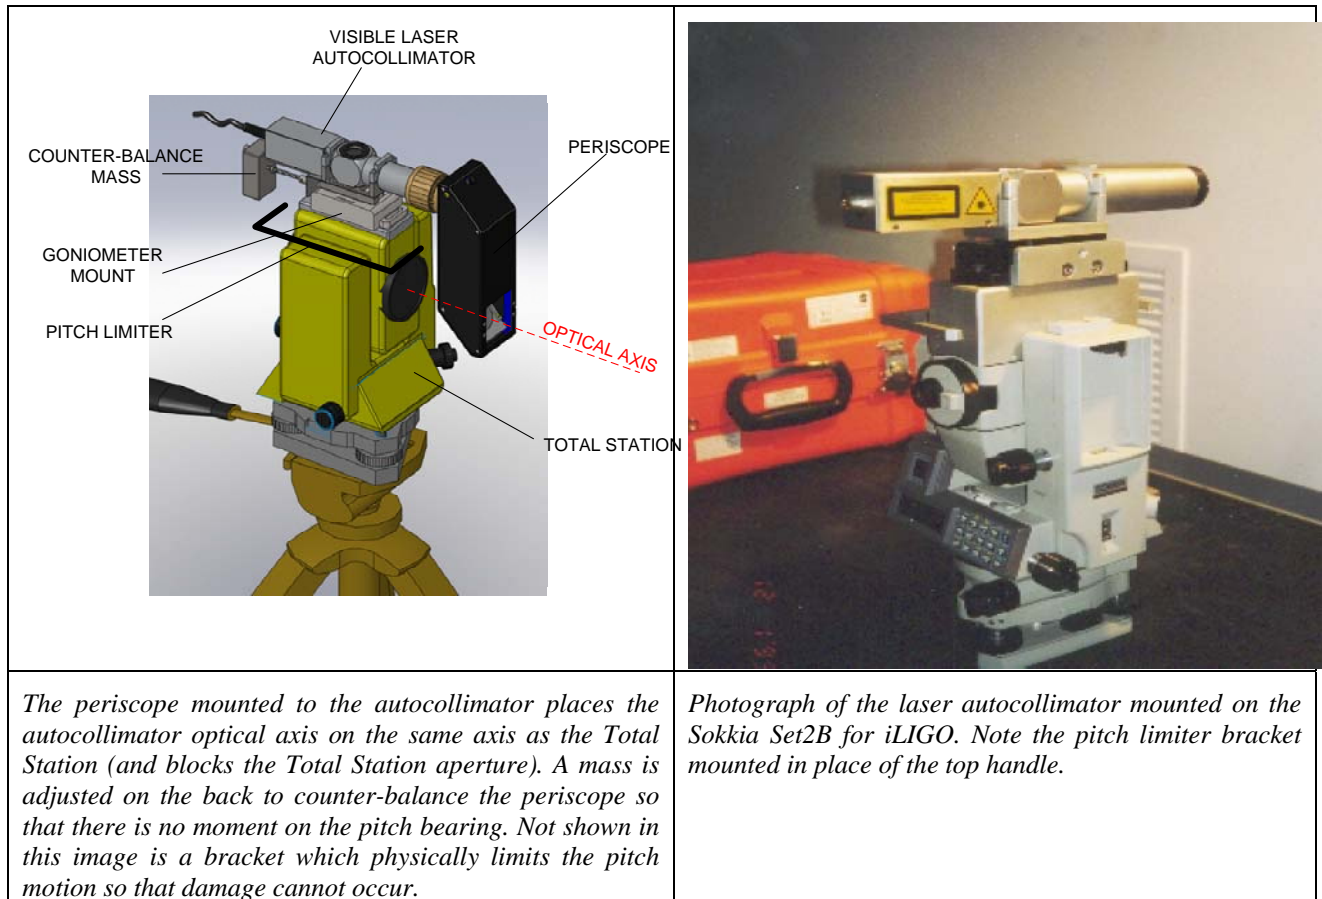 VISIBLE LASER
AUTOCOLLIMATOR
COUNTER-BALANCE
MASS
PERISCOPE
GONIOMETER
MOUNT
PITCH LIMITER
OPTICAL AXIS
TOTAL STATION
The periscope mounted to the autocollimator places the
autocollimator optical axis on the same axis as the Total
Station (and blocks the Total Station aperture). A mass is
adjusted on the back to counter-balance the periscope so
that there is no moment on the pitch bearing. Not shown in
this image is a bracket which physically limits the pitch
motion so that damage cannot occur.
Photograph of the laser autocollimator mounted on the
Sokkia Set2B for iLIGO. Note the pitch limiter bracket
mounted in place of the top handle.